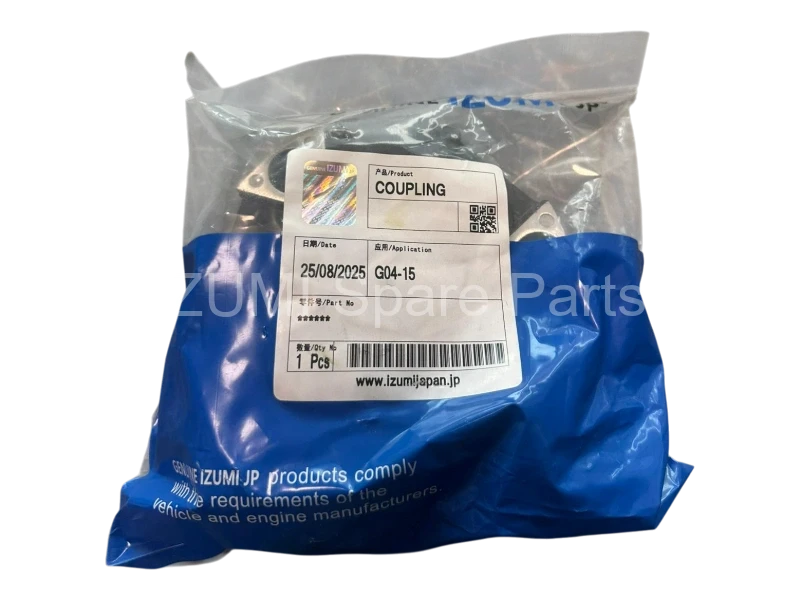 IZUMI Jp.
IZUMI
产品/Product
COUPLING
日期/Date
应用/Application
25/08/2025
G04-15
零件号/Part No
******
数量/Qty No
1 Pcs
www.izumijapan.jp
IZUMI Spare Parts
GENUINE IZUMI JP products comply
with the requirements of the
vehicle and engine manufacturers.